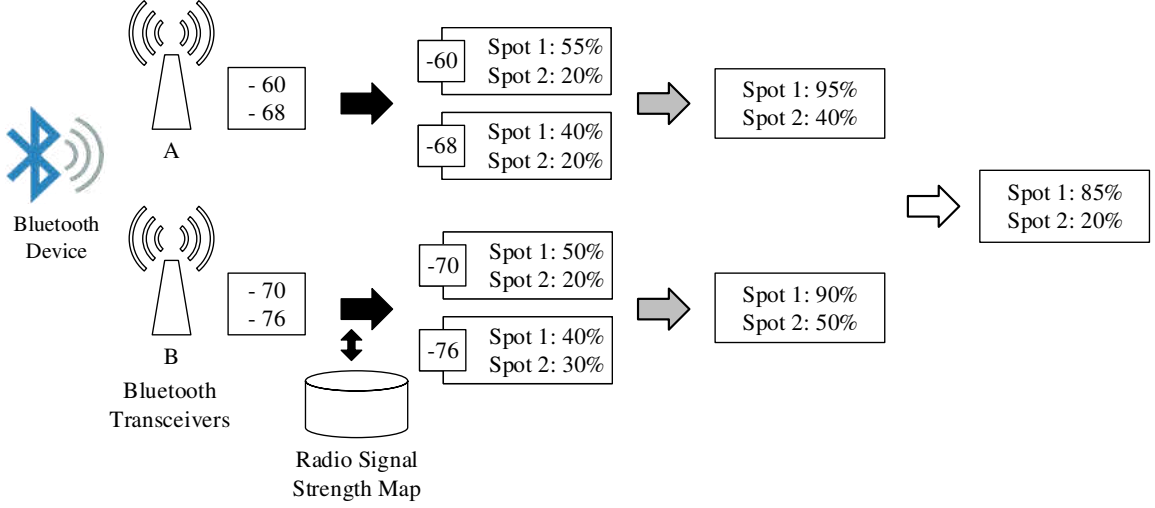 - 60
- 68
A
-60
Spot 1: 55%
Spot 2: 20%
-68
Spot 1: 40%
Spot 2: 20%
Spot 1: 95%
Spot 2: 40%
Bluetooth
Device
- 70
- 76
B
Bluetooth
Transceivers
-70
Spot 1: 50%
Spot 2: 20%
-76
Spot 1: 40%
Spot 2: 30%
Spot 1: 90%
Spot 2: 50%
Radio Signal
Strength Map
Spot 1: 85%
Spot 2: 20%